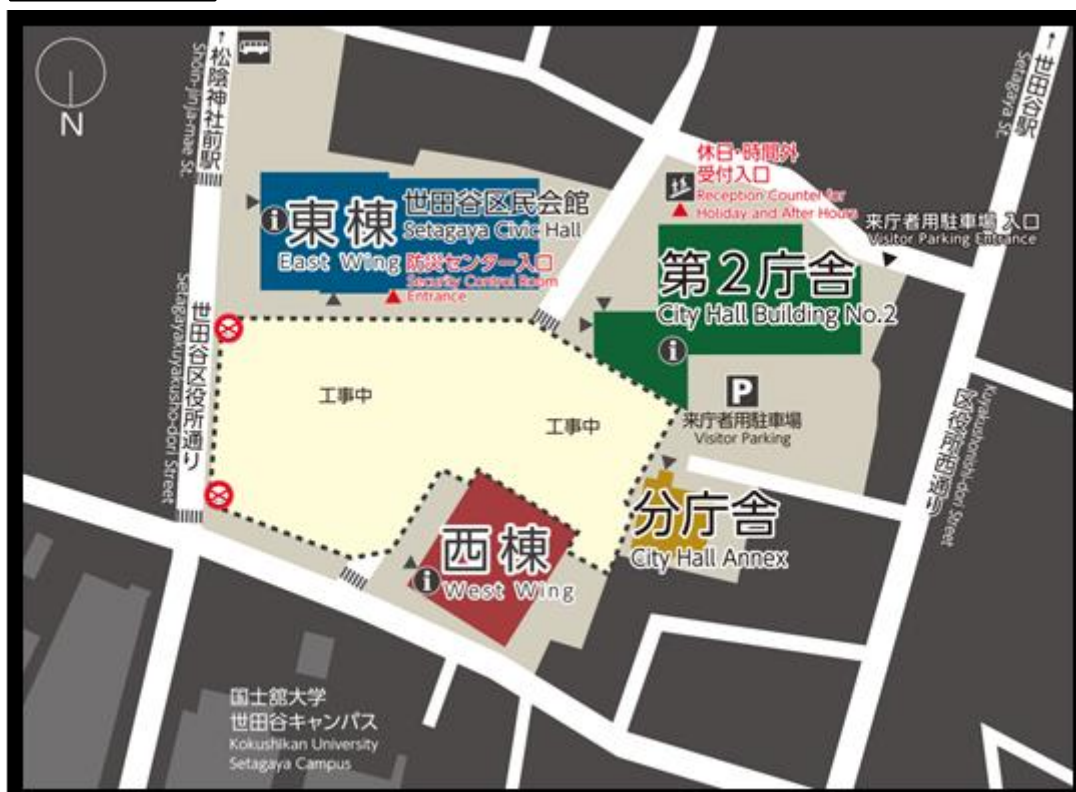 N
↑松陰神社前駅
Shoin-jinja-mae St.
↑世田谷駅
Setagaya St.
休日・時間外
受付入口
Reception Counter for
Holiday and After Hours
来庁者用駐車場 入口
Visitor Parking Entrance
東棟
East Wing
世田谷区民会館
Setagaya Civic Hall
防災センター入口
Security Control Room
Entrance
第2庁舎
City Hall Building No.2
世田谷区役所通り
Setagayakuyakusho-dori Street
工事中
工事中
P
来庁者用駐車場
Visitor Parking
区役所西通り
Kuyakushonishi-dori Street
分庁舎
City Hall Annex
西棟
West Wing
国士舘大学
世田谷キャンパス
Kokushikan University
Setagaya Campus